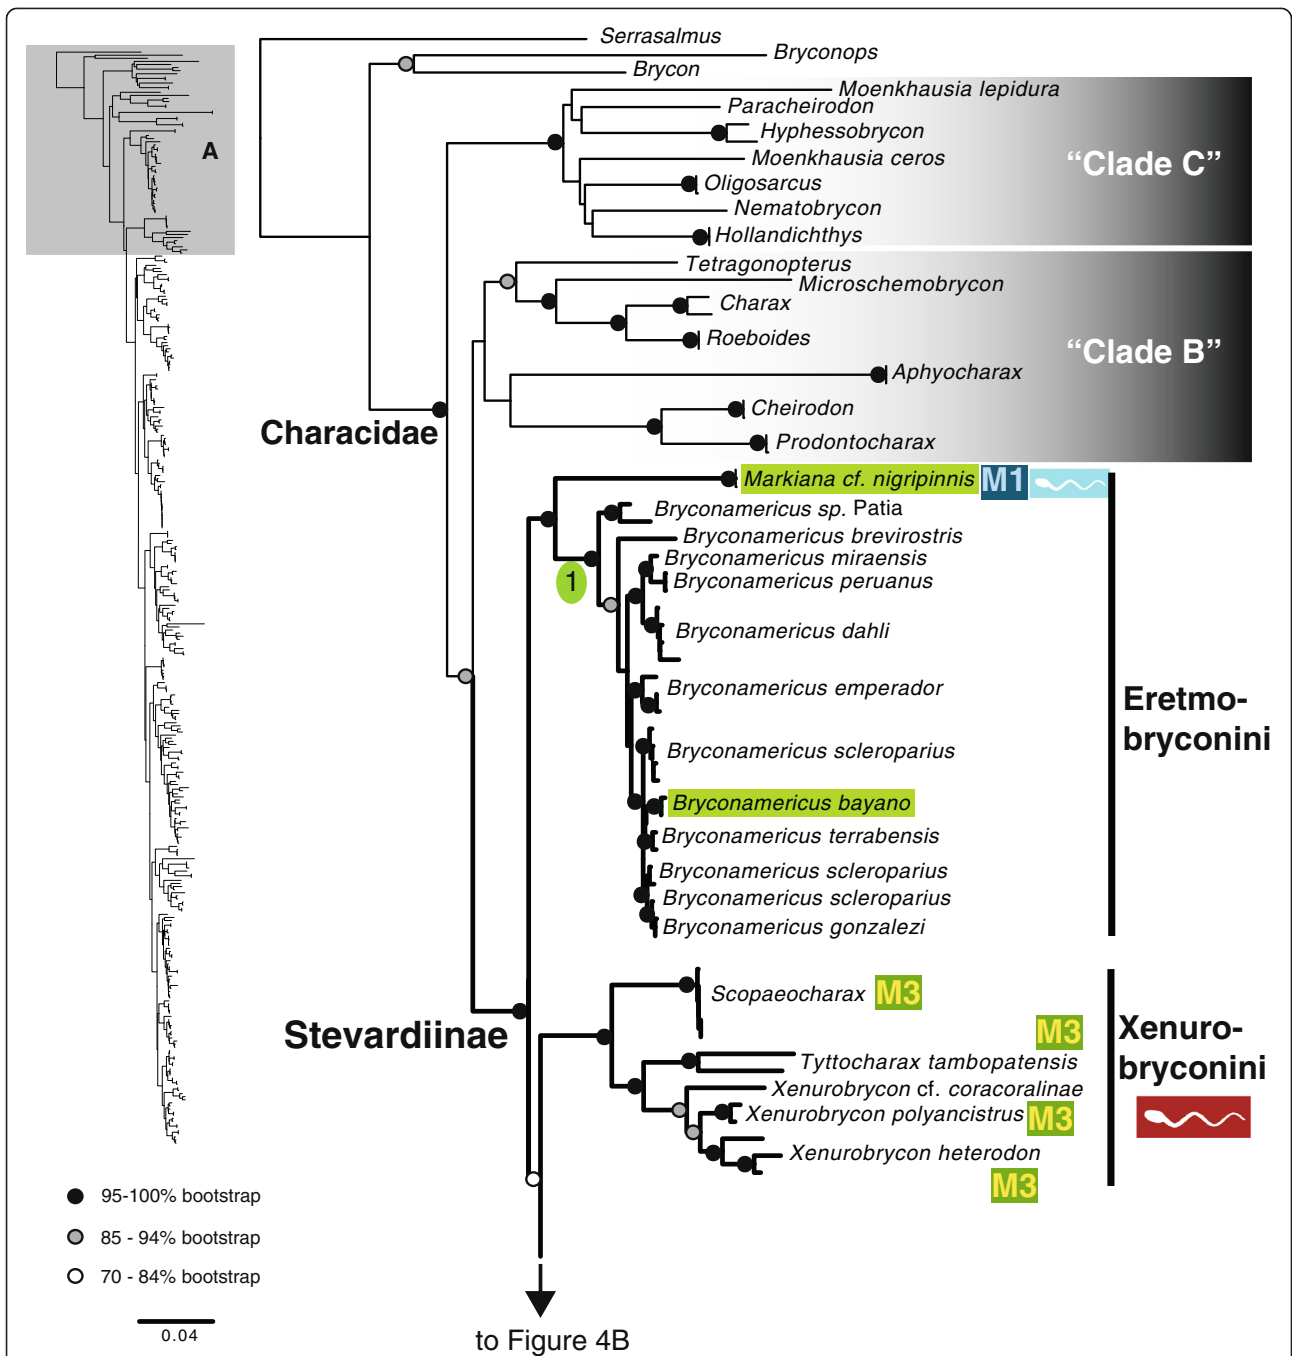 A
Serrasalmus
Bryconops
Brycon
Moenkhausia lepidura
Paracheirodon
Hyphessobrycon
Moenkhausia ceros
Oligosarcus
Nematobrycon
Hollandichthys
“Clade C”
Tetragonopterus
Microschemobrycon
Charax
Roeboides
Aphyocharax
Cheirodon
Prodontocharax
“Clade B”
Characidae
Markiana cf. nigripinnis M1
Bryconamericus sp. Patia
Bryconamericus brevirostris
Bryconamericus miraensis
1
Bryconamericus peruanus
Bryconamericus dahli
Bryconamericus emperador
Bryconamericus scleroparius
Bryconamericus bayano
Bryconamericus terrabensis
Bryconamericus scleroparius
Bryconamericus scleroparius
Bryconamericus gonzalezi
Eretmo-
bryconini
Stevardiinae
Scopaeocharax M3
M3
Tyttocharax tambopatensis
Xenurobrycon cf. coracoralinae
Xenurobrycon polyancistrus M3
Xenurobrycon heterodon
M3
Xenuro-
bryconini
95-100% bootstrap
85 - 94% bootstrap
70 - 84% bootstrap
0.04
to Figure 4B